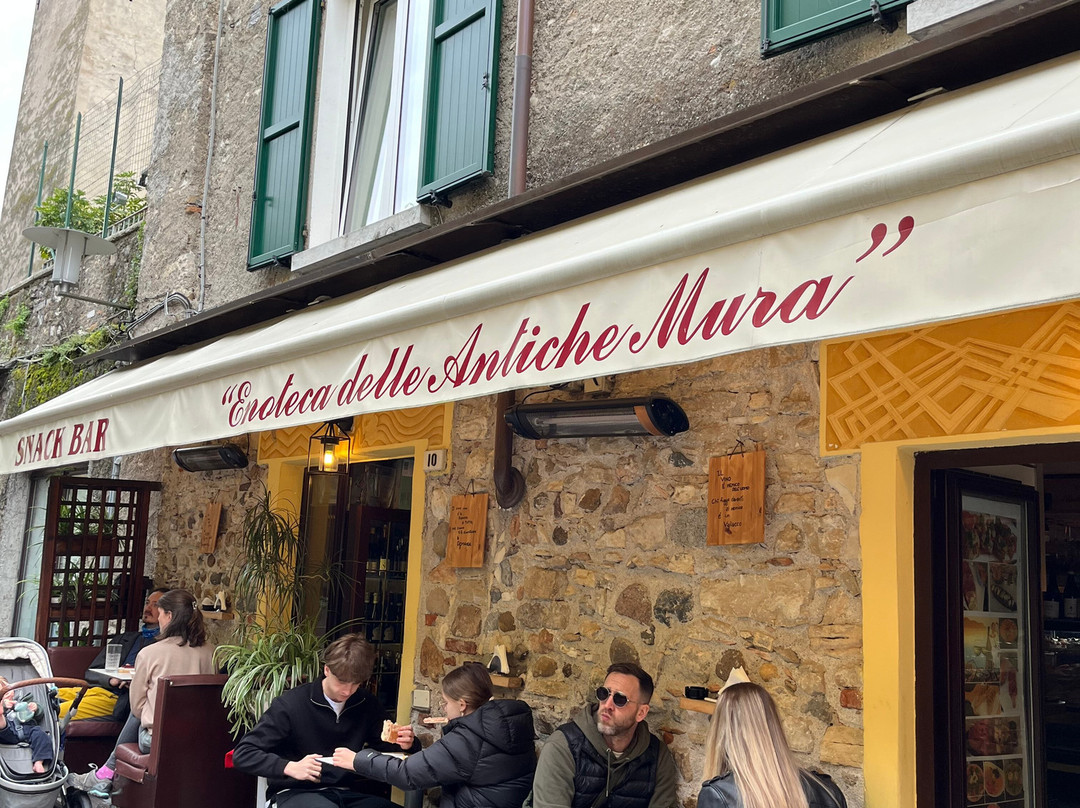 SNACK BAR
“Enoteca delle Antiche Mura”
10